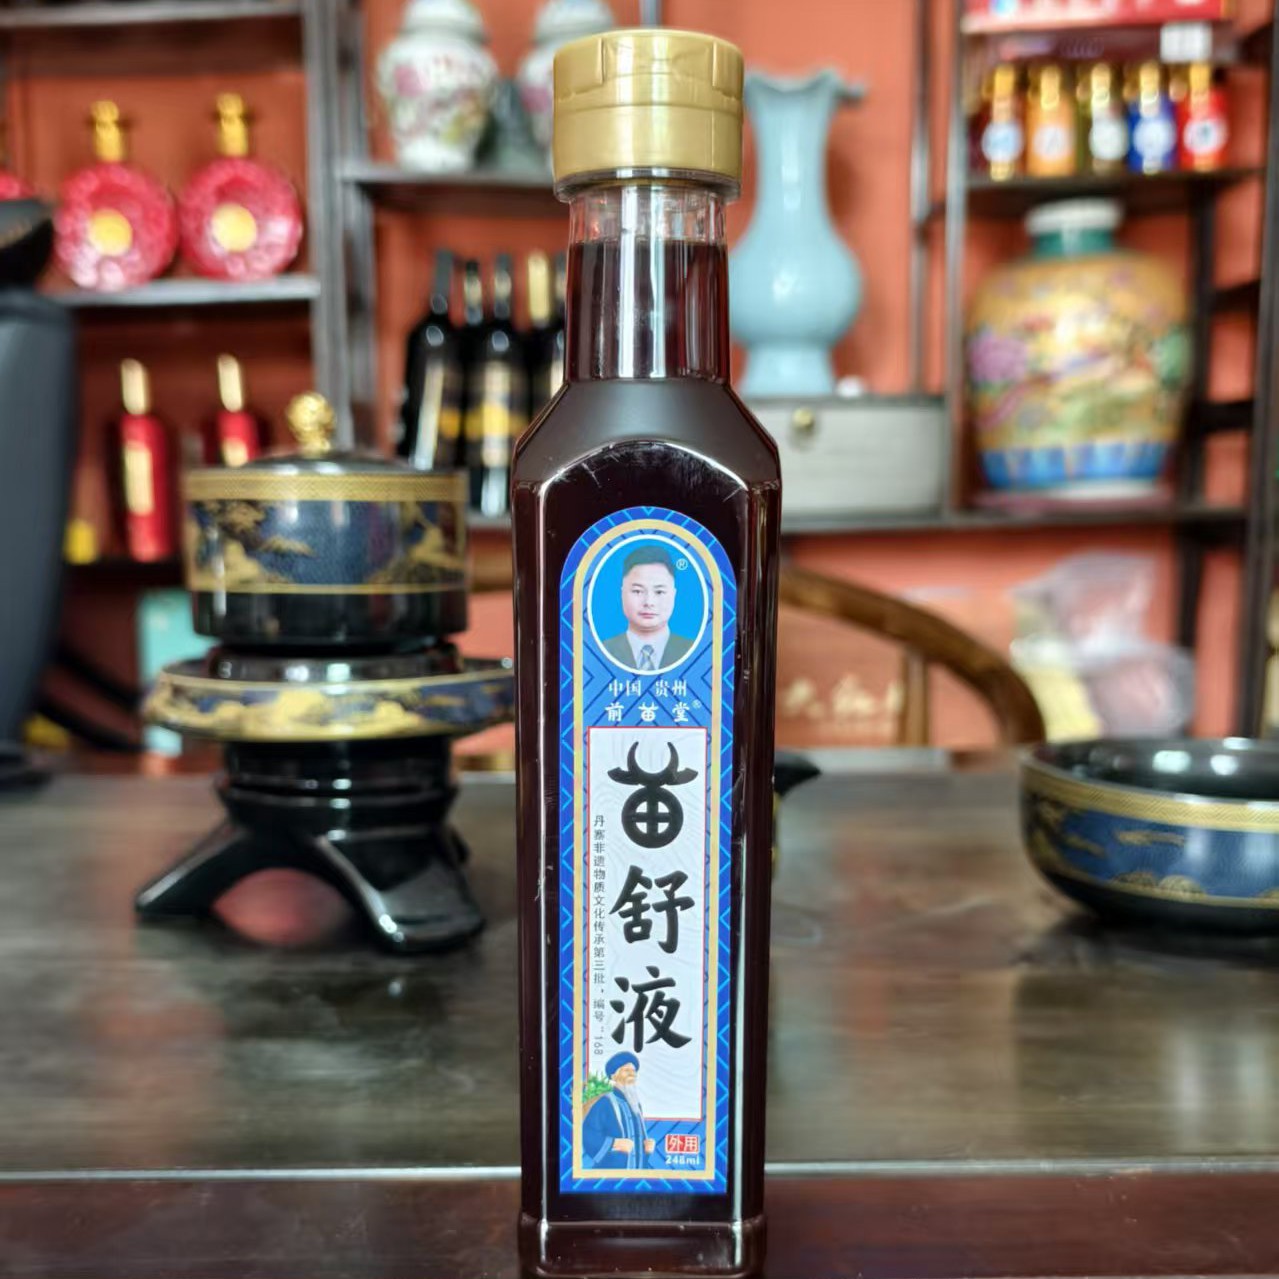 ®
中国 贵州
前苗堂®
苗舒液
丹寨非遗物质文化传承第三批,编号:168
外用
248ml